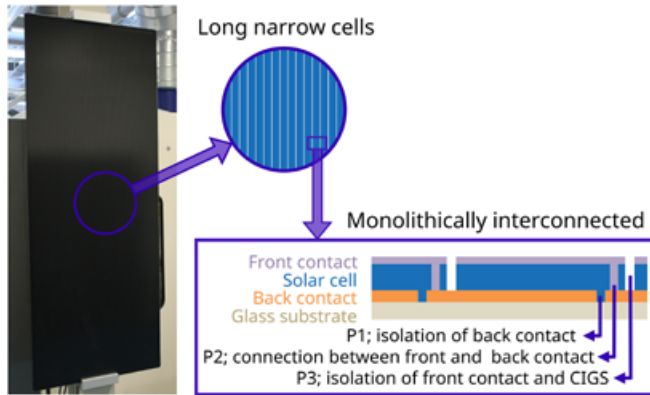 Long narrow cells
Monolithically interconnected
Front contact
Solar cell
Back contact
Glass substrate
P1; isolation of back contact
P2; connection between front and back contact
P3; isolation of front contact and CIGS